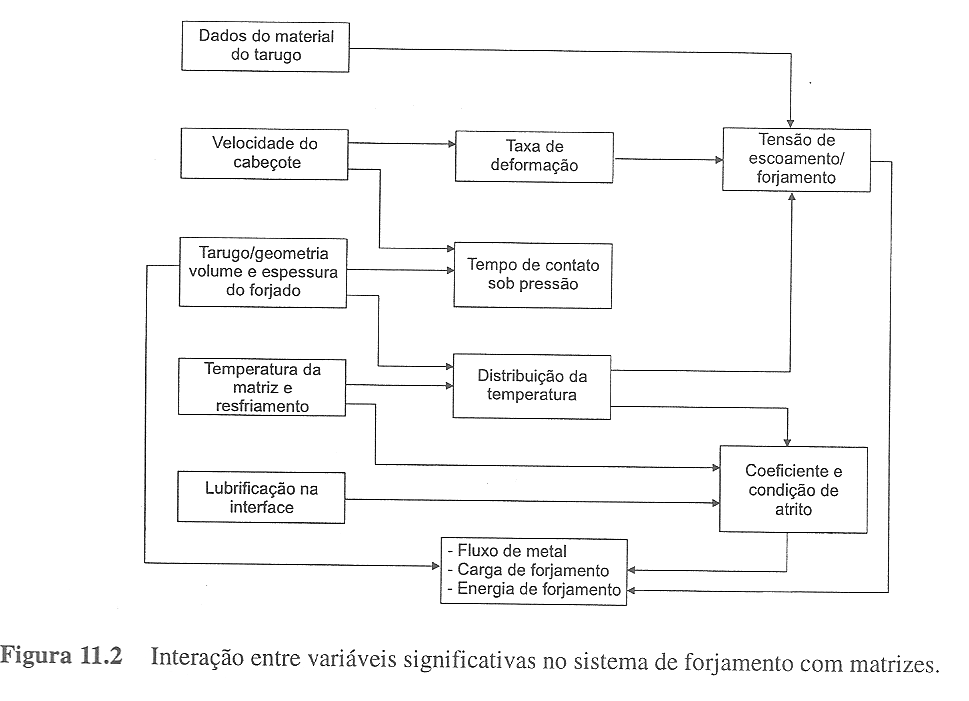 Dados do material
do tarugo
Velocidade do
cabeçote
Taxa de
deformação
Tensão de
escoamento/
forjamento
Tarugo/geometria
volume e espessura
do forjado
Tempo de contato
sob pressão
Temperatura da
matriz e
resfriamento
Distribuição da
temperatura
Lubrificação na
interface
Coeficiente e
condição de
atrito
- Fluxo de metal
- Carga de forjamento
- Energia de forjamento
Figura 11.2 Interação entre variáveis significativas no sistema de forjamento com matrizes.